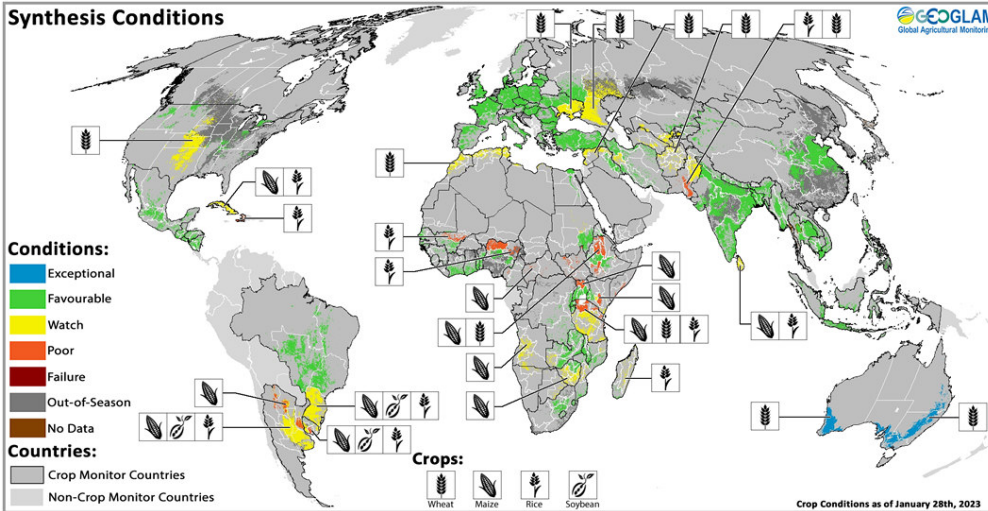 Synthesis Conditions
GEOGLAM
Global Agricultural Monitoring
Conditions:
Exceptional
Favourable
Watch
Poor
Failure
Out-of-Season
No Data
Countries:
Crop Monitor Countries
Non-Crop Monitor Countries
Crops:
Wheat
Maize
Rice
Soybean
Crop Conditions as of January 28th, 2023